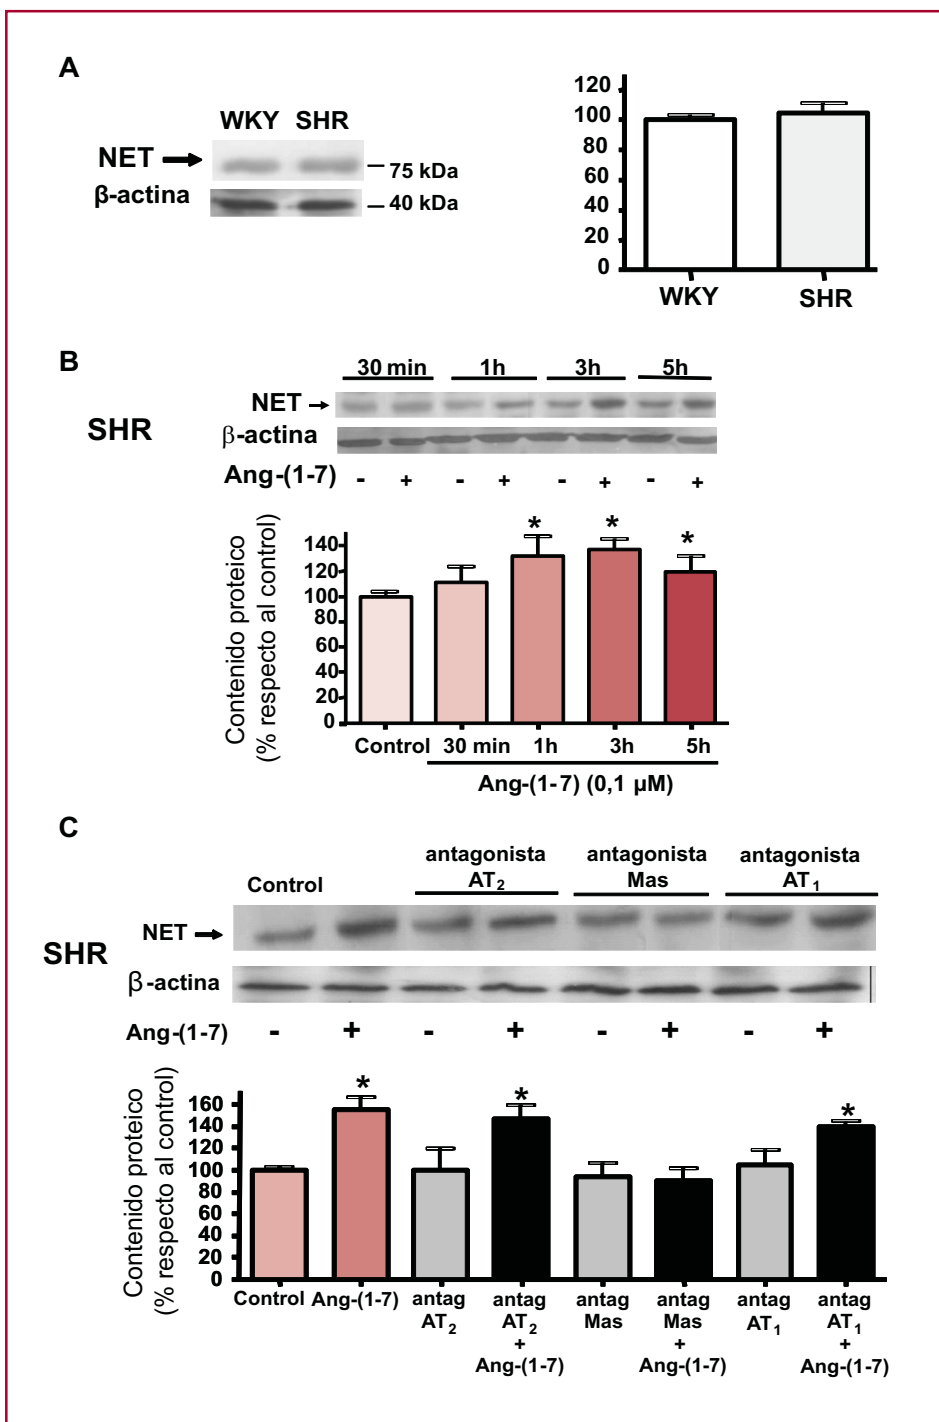 A
WKY SHR
NET
75 kDa
β-actina
40 kDa
120
100
80
60
40
20
0
WKY SHR
B
30 min 1h 3h 5h
NET
SHR
β-actina
Ang-(1-7) - + - + - + - +
Contenido proteico
(% respecto al control)
140
120
100
80
60
40
20
0
* * *
Control 30 min 1h 3h 5h
Ang-(1-7) (0,1 µM)
C
Control
antagonista AT2
antagonista Mas
antagonista AT1
NET
SHR
β-actina
Ang-(1-7) - + - + - + - +
Contenido proteico
(% respecto al control)
160
140
120
100
80
60
40
20
0
* * *
Control
Ang-(1-7)
antag AT2
antag AT2 + Ang-(1-7)
antag Mas
antag Mas + Ang-(1-7)
antag AT1
antag AT1 + Ang-(1-7)